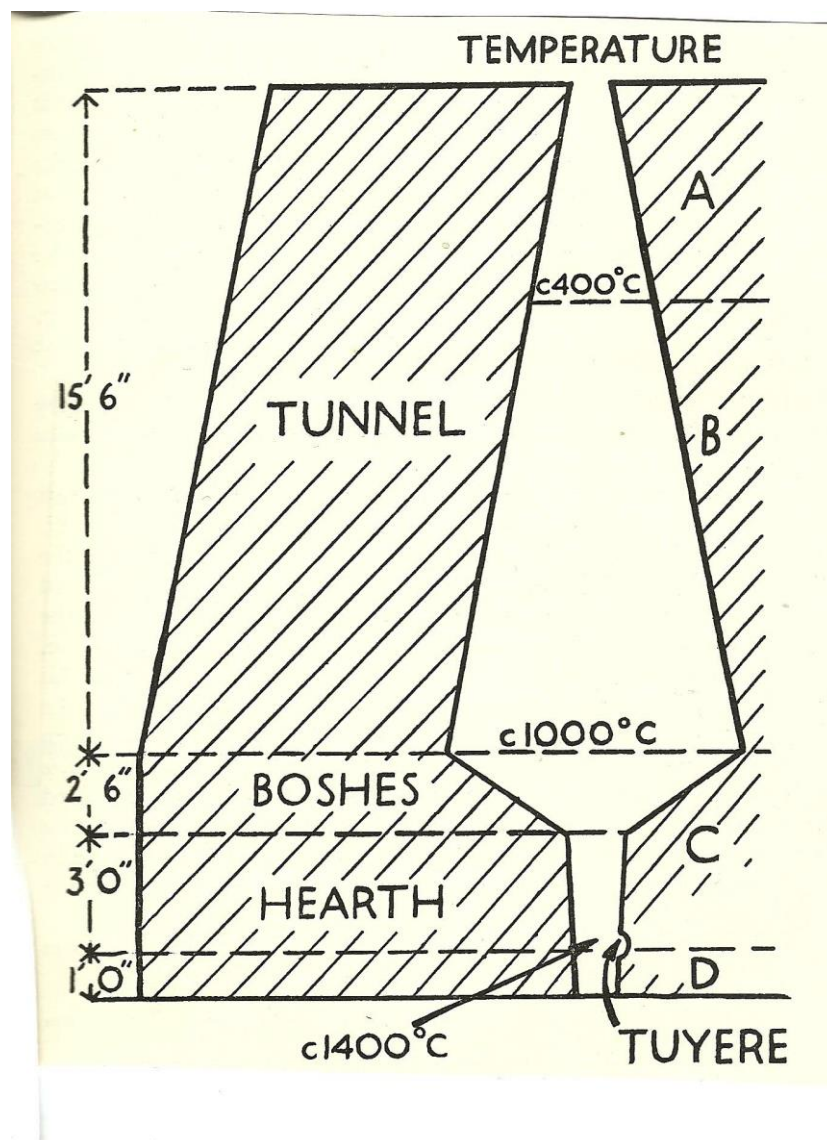 TEMPERATURE
A
c400°C
15' 6"
TUNNEL
B
c1000°C
2' 6"
BOSHES
C
3' 0"
HEARTH
1' 0"
D
c1400°C
TUYERE